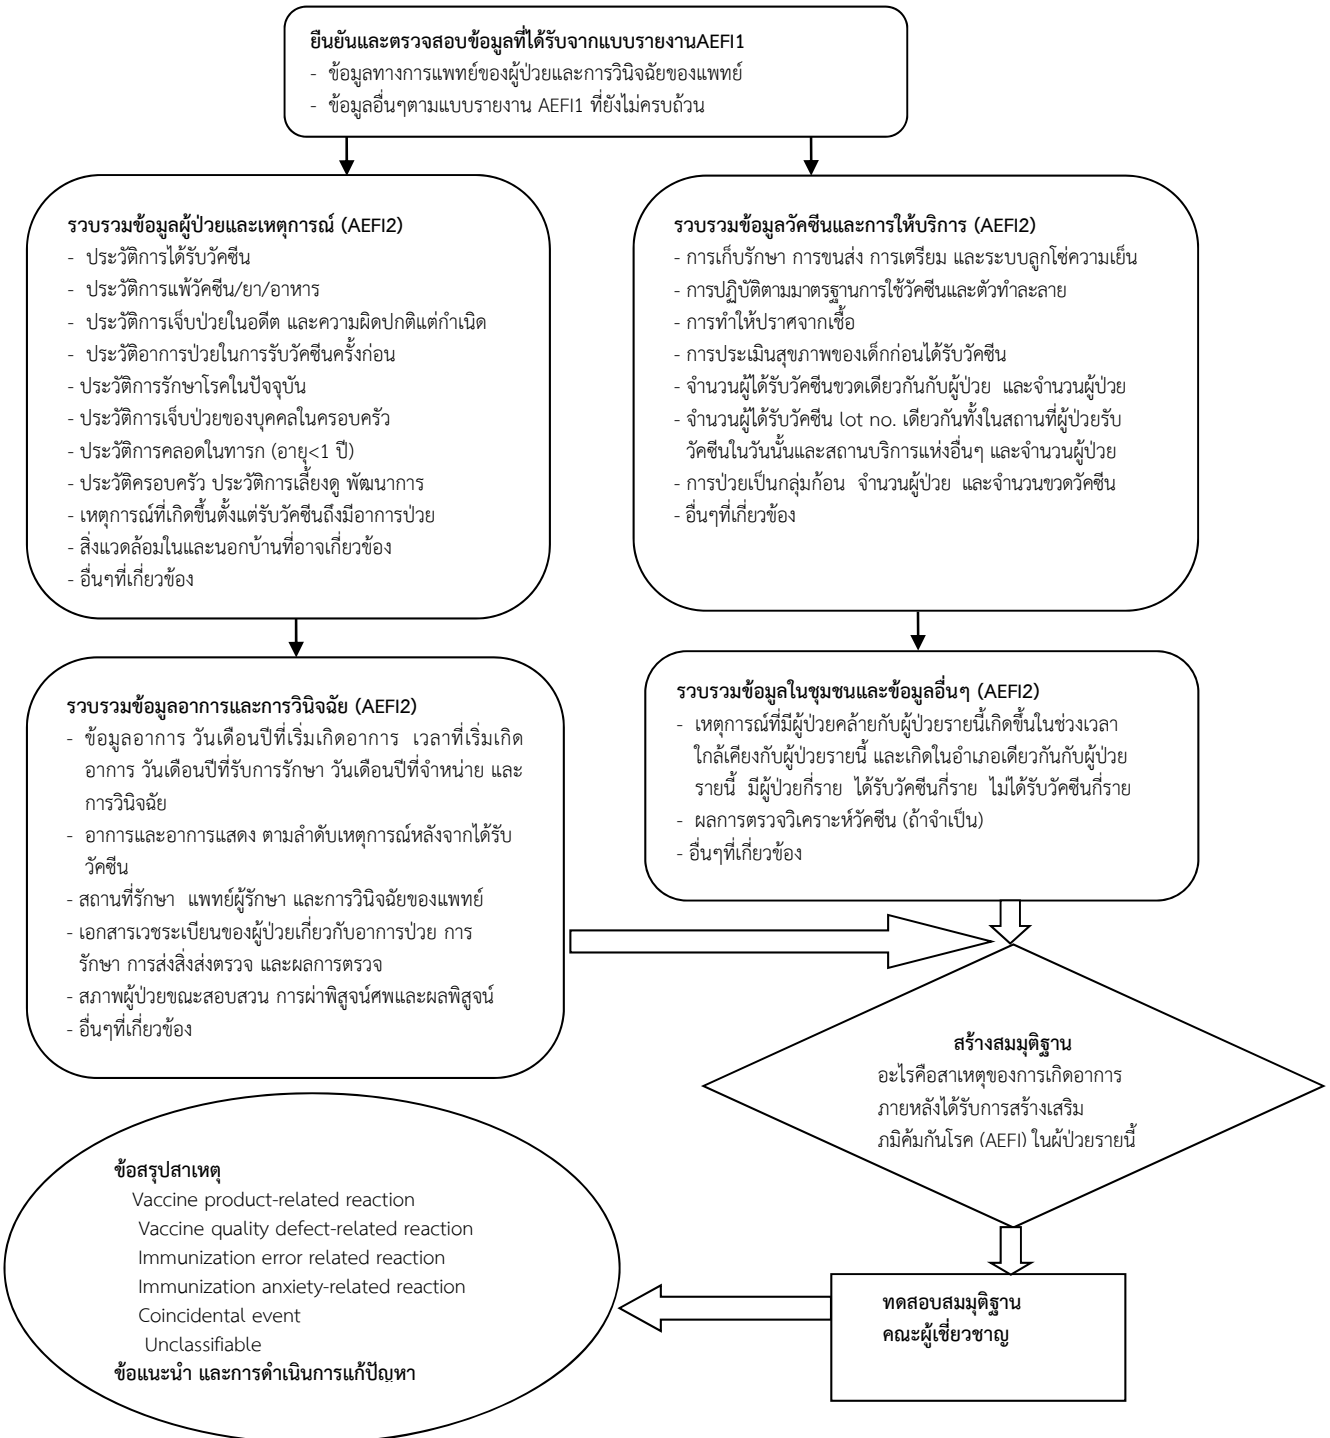 ยืนยันและตรวจสอบข้อมูลที่ได้รับจากแบบรายงานAEFI1
- ข้อมูลทางการแพทย์ของผู้ป่วยและการวินิจฉัยของแพทย์
- ข้อมูลอื่นๆตามแบบรายงาน AEFI1 ที่ยังไม่ครบถ้วน
รวบรวมข้อมูลผู้ป่วยและเหตุการณ์ (AEFI2)
- ประวัติการได้รับวัคซีน
- ประวัติการแพ้วัคซีน/ยา/อาหาร
- ประวัติการเจ็บป่วยในอดีต และความผิดปกติแต่กำเนิด
- ประวัติอาการป่วยในการรับวัคซีนครั้งก่อน
- ประวัติการรักษาโรคในปัจจุบัน
- ประวัติการเจ็บป่วยของบุคคลในครอบครัว
- ประวัติการคลอดในทารก (อายุ<1 ปี)
- ประวัติครอบครัว ประวัติการเลี้ยงดู พัฒนาการ
- เหตุการณ์ที่เกิดขึ้นตั้งแต่รับวัคซีนถึงมีอาการป่วย
- สิ่งแวดล้อมในและนอกบ้านที่อาจเกี่ยวข้อง
- อื่นๆที่เกี่ยวข้อง
รวบรวมข้อมูลวัคซีนและการให้บริการ (AEFI2)
- การเก็บรักษา การขนส่ง การเตรียม และระบบลูกโซ่ความเย็น
- การปฏิบัติตามมาตรฐานการใช้วัคซีนและตัวทำละลาย
- การทำให้ปราศจากเชื้อ
- การประเมินสุขภาพของเด็กก่อนได้รับวัคซีน
- จำนวนผู้ได้รับวัคซีนขวดเดียวกันกับผู้ป่วย และจำนวนผู้ป่วย
- จำนวนผู้ได้รับวัคซีน lot no. เดียวกันทั้งในสถานที่ผู้ป่วยรับ
วัคซีนในวันนั้นและสถานบริการแห่งอื่นๆ และจำนวนผู้ป่วย
- การป่วยเป็นกลุ่มก้อน จำนวนผู้ป่วย และจำนวนขวดวัคซีน
- อื่นๆที่เกี่ยวข้อง
รวบรวมข้อมูลอาการและการวินิจฉัย (AEFI2)
- ข้อมูลอาการ วันเดือนปีที่เริ่มเกิดอาการ เวลาที่เริ่มเกิด
อาการ วันเดือนปีที่รับการรักษา วันเดือนปีที่จำหน่าย และ
การวินิจฉัย
- อาการและอาการแสดง ตามลำดับเหตุการณ์หลังจากได้รับ
วัคซีน
- สถานที่รักษา แพทย์ผู้รักษา และการวินิจฉัยของแพทย์
- เอกสารเวชระเบียนของผู้ป่วยเกี่ยวกับอาการป่วย การ
รักษา การส่งสิ่งส่งตรวจ และผลการตรวจ
- สภาพผู้ป่วยขณะสอบสวน การผ่าพิสูจน์ศพและผลพิสูจน์
- อื่นๆที่เกี่ยวข้อง
รวบรวมข้อมูลในชุมชนและข้อมูลอื่นๆ (AEFI2)
- เหตุการณ์ที่มีผู้ป่วยคล้ายกับผู้ป่วยรายนี้เกิดขึ้นในช่วงเวลา
ใกล้เคียงกับผู้ป่วยรายนี้ และเกิดในอำเภอเดียวกันกับผู้ป่วย
รายนี้ มีผู้ป่วยกี่ราย ได้รับวัคซีนกี่ราย ไม่ได้รับวัคซีนกี่ราย
- ผลการตรวจวิเคราะห์วัคซีน (ถ้าจำเป็น)
- อื่นๆที่เกี่ยวข้อง
สร้างสมมุติฐาน
อะไรคือสาเหตุของการเกิดอาการ
ภายหลังได้รับการสร้างเสริม
ภูมิคุ้มกันโรค (AEFI) ในผู้ป่วยรายนี้
ทดสอบสมมุติฐาน
คณะผู้เชี่ยวชาญ
ข้อสรุปสาเหตุ
Vaccine product-related reaction
Vaccine quality defect-related reaction
Immunization error related reaction
Immunization anxiety-related reaction
Coincidental event
Unclassifiable
ข้อแนะนำ และการดำเนินการแก้ปัญหา